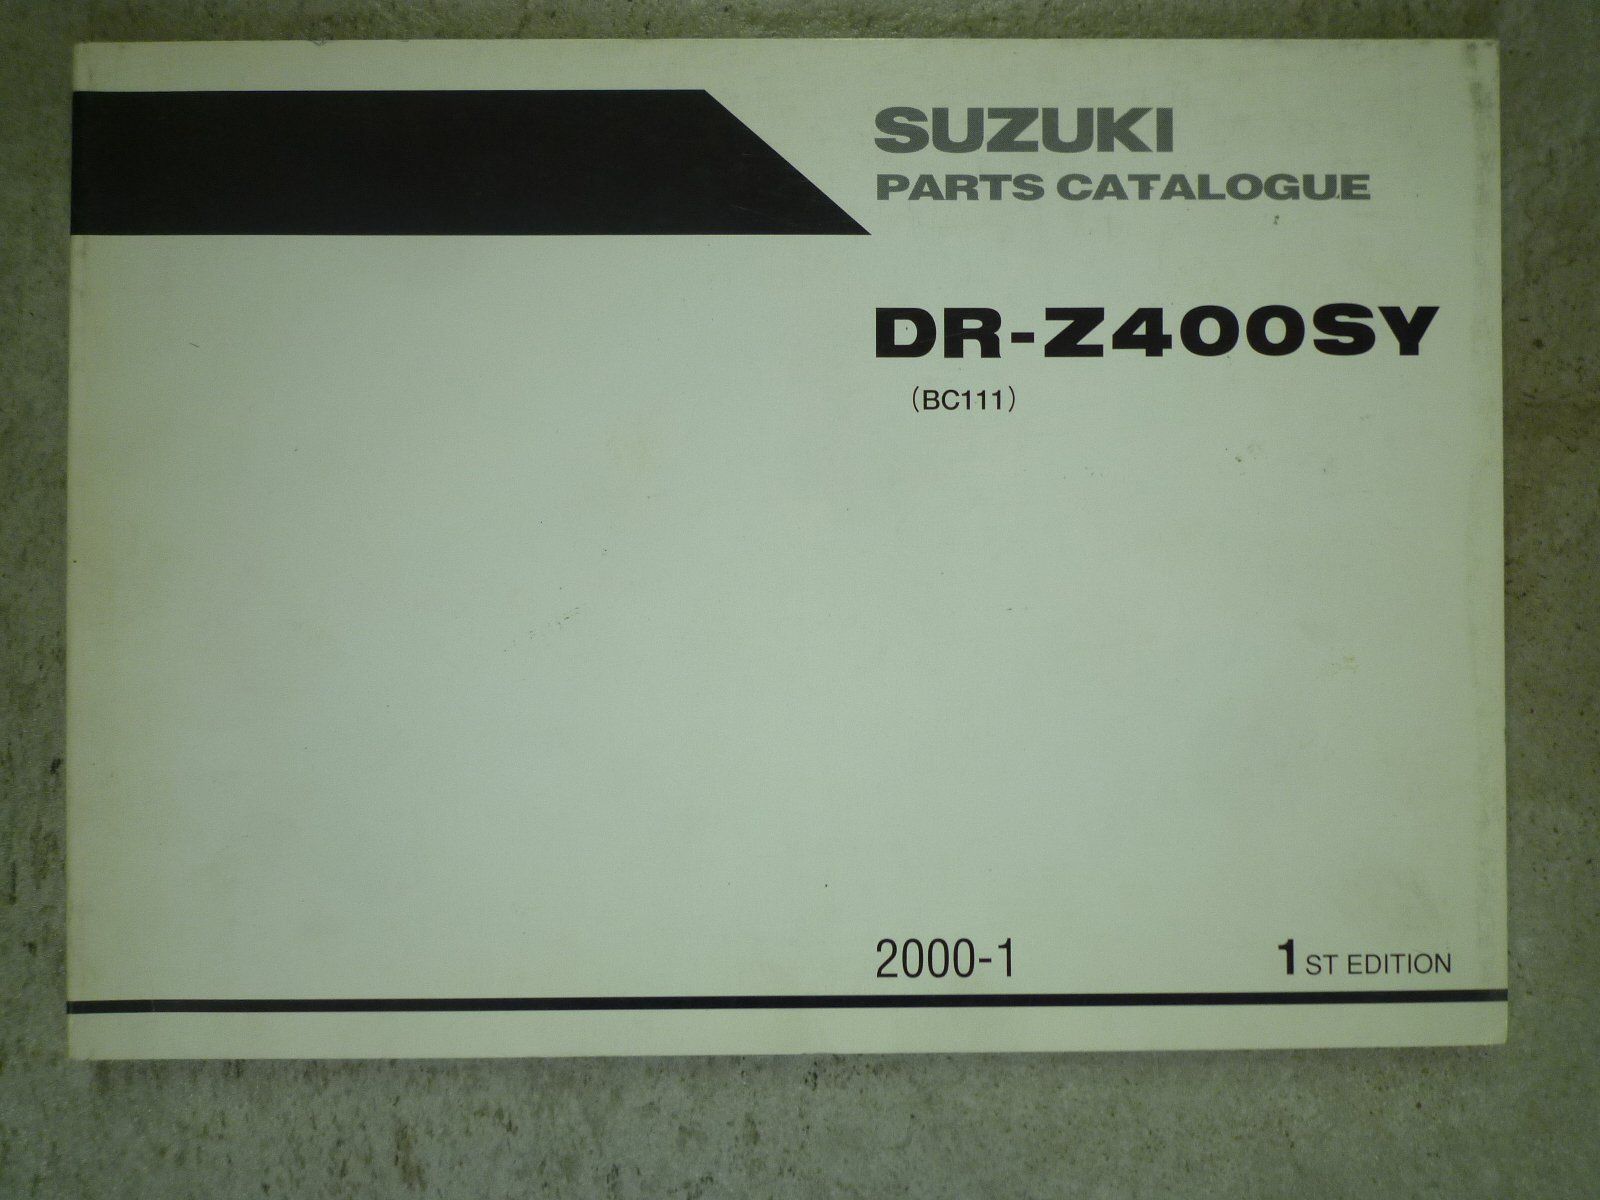 SUZUKI
PARTS CATALOGUE
DR-Z400SY
(BC111)
2000-1 1ST EDITION